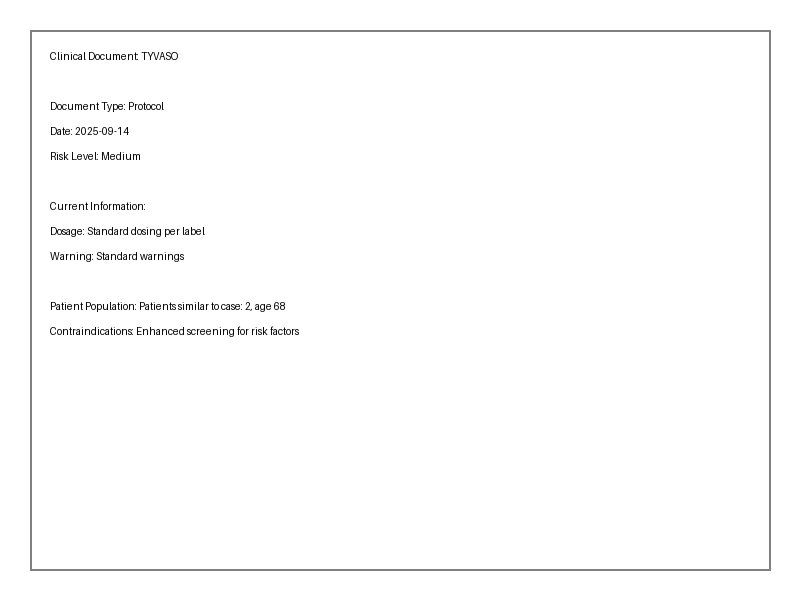 Clinical Document: TYVASO
Document Type: Protocol
Date: 2025-09-14
Risk Level: Medium
Current Information:
Dosage: Standard dosing per label
Warning: Standard warnings
Patient Population: Patients similar to case: 2, age 68
Contraindications: Enhanced screening for risk factors